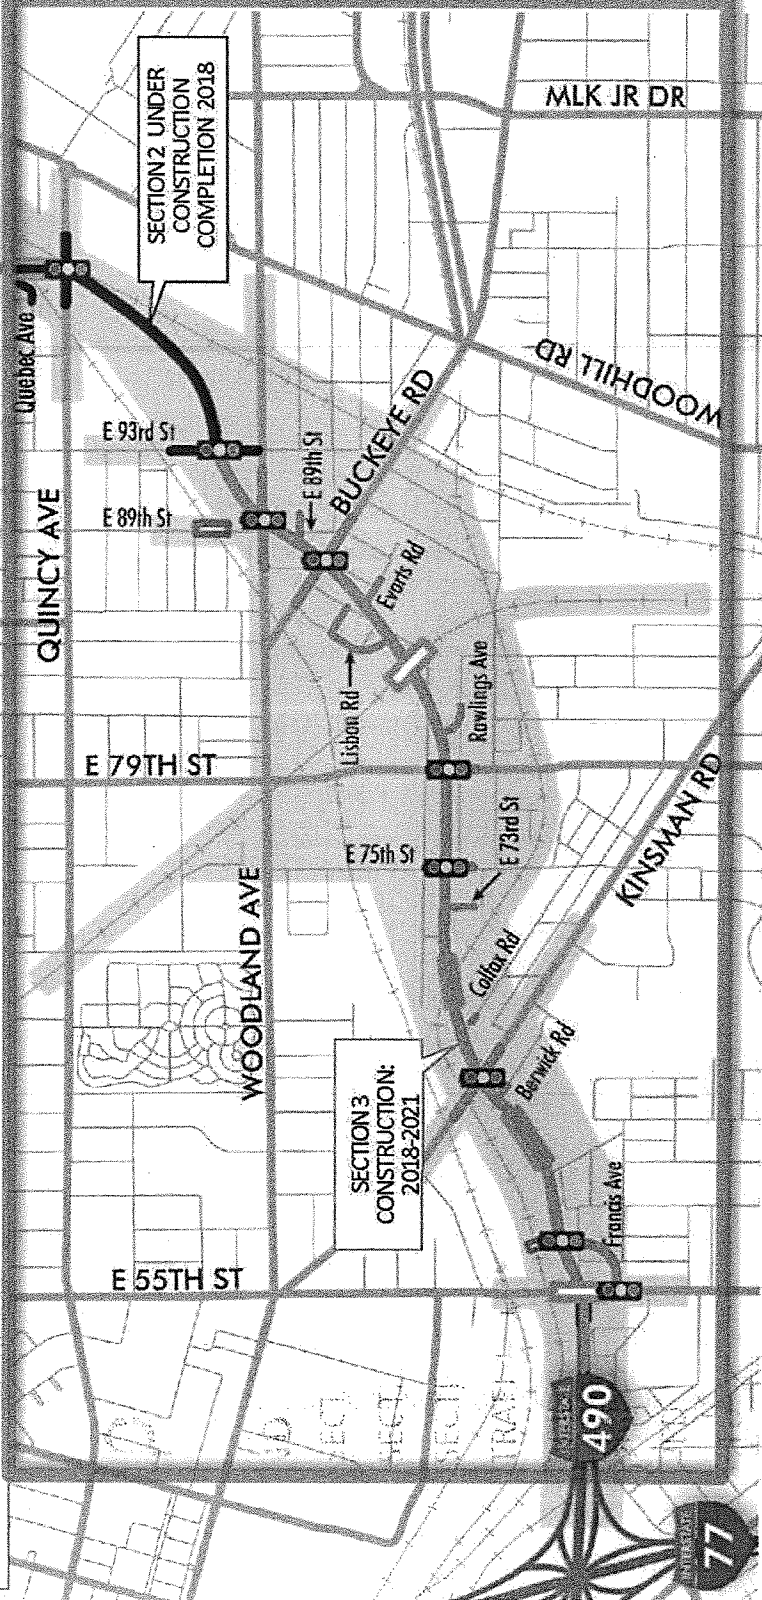 MLK JR DR
SECTION 2 UNDER
CONSTRUCTION
COMPLETION 2018
Quebec Ave
WOODHILL RD
BUCKEYE RD
E 93rd St
E 89th St
E 89th St
QUINCY AVE
Evarts Rd
Lisbon Rd
Rawlings Ave
E 79TH ST
KINSMAN RD
E 75th St
E 73rd St
WOODLAND AVE
Colfax Rd
Berwick Rd
SECTION 3
CONSTRUCTION:
2018-2021
Francis Ave
E 55TH ST
490
INTERSTATE
77